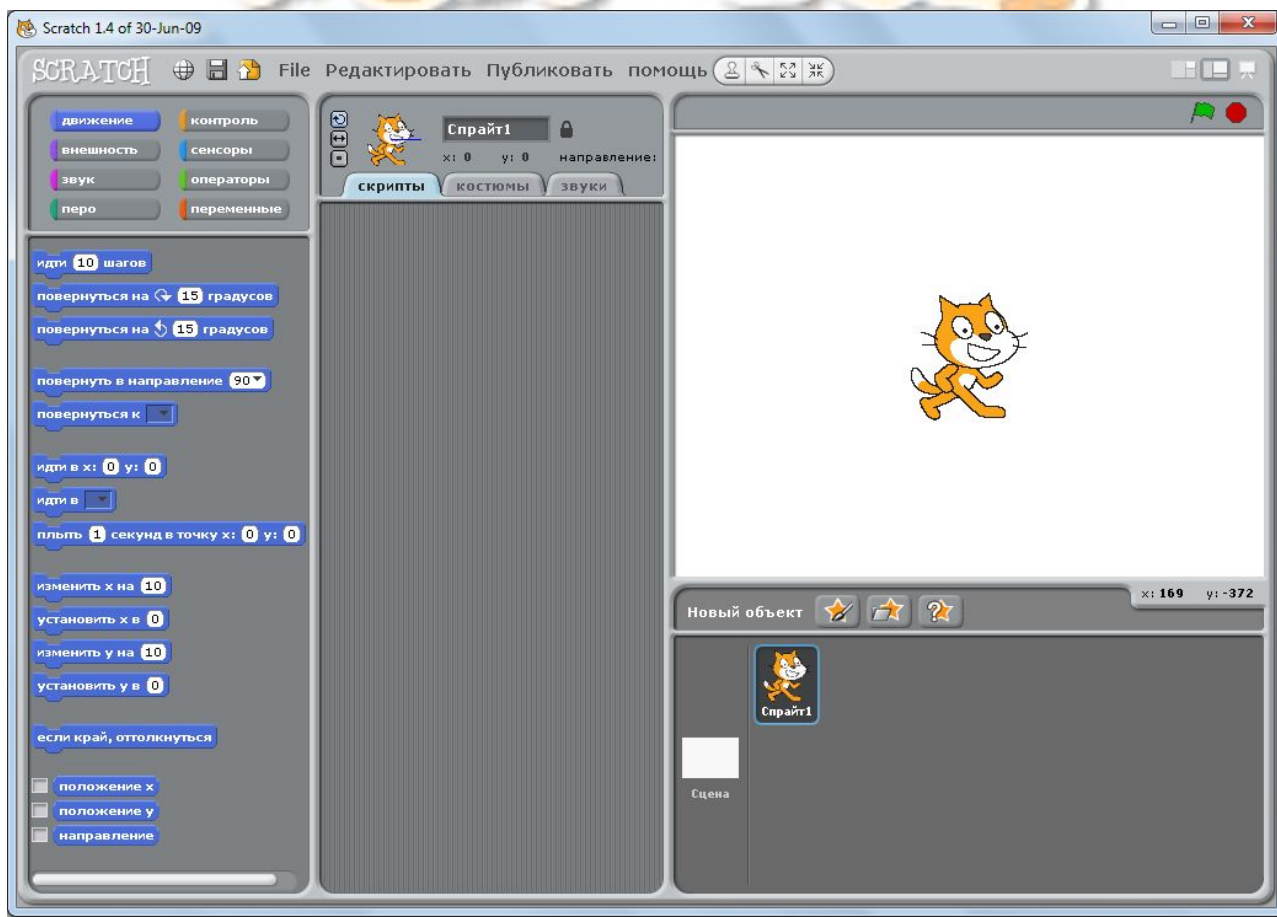 Scratch 1.4 of 30-Jun-09
SCRATCH File Редактировать Публиковать помощь
движение контроль
внешность сенсоры
звук операторы
перо переменные
идти 10 шагов
повернуться на 15 градусов
повернуться на 15 градусов
повернуть в направление 90
повернуться к
идти в x: 0 y: 0
идти в
плыть 1 секунд в точку x: 0 y: 0
изменить x на 10
установить x в 0
изменить y на 10
установить y в 0
если край, оттолкнуться
положение x
положение y
направление
Спрайт1
x: 0 y: 0 направление:
скрипты костюмы звуки
x: 169 y: -372
Новый объект
Спрайт1
Сцена